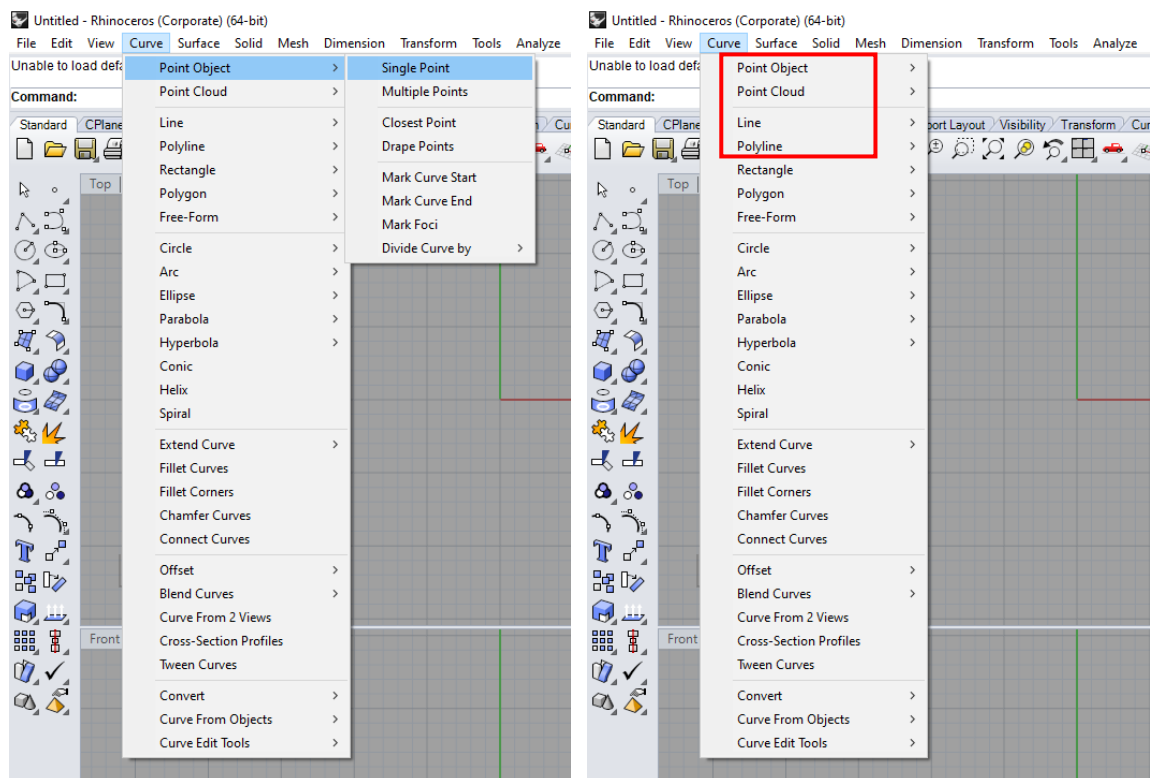 Untitled - Rhinoceros (Corporate) (64-bit)
File Edit View Curve Surface Solid Mesh Dimension Transform Tools Analyze
Unable to load defa
Command:
Standard CPlane Cu
Top
Point Object
Point Cloud
Line
Polyline
Rectangle
Polygon
Free-Form
Circle
Arc
Ellipse
Parabola
Hyperbola
Conic
Helix
Spiral
Extend Curve
Fillet Curves
Fillet Corners
Chamfer Curves
Connect Curves
Offset
Blend Curves
Curve From 2 Views
Cross-Section Profiles
Tween Curves
Convert
Curve From Objects
Curve Edit Tools
Single Point
Multiple Points
Closest Point
Drape Points
Mark Curve Start
Mark Curve End
Mark Foci
Divide Curve by
Front
Untitled - Rhinoceros (Corporate) (64-bit)
File Edit View Curve Surface Solid Mesh Dimension Transform Tools Analyze
Unable to load defa
Command:
Standard CPlane port Layout Visibility Transform Cur
Top
Point Object
Point Cloud
Line
Polyline
Rectangle
Polygon
Free-Form
Circle
Arc
Ellipse
Parabola
Hyperbola
Conic
Helix
Spiral
Extend Curve
Fillet Curves
Fillet Corners
Chamfer Curves
Connect Curves
Offset
Blend Curves
Curve From 2 Views
Cross-Section Profiles
Tween Curves
Convert
Curve From Objects
Curve Edit Tools
Front